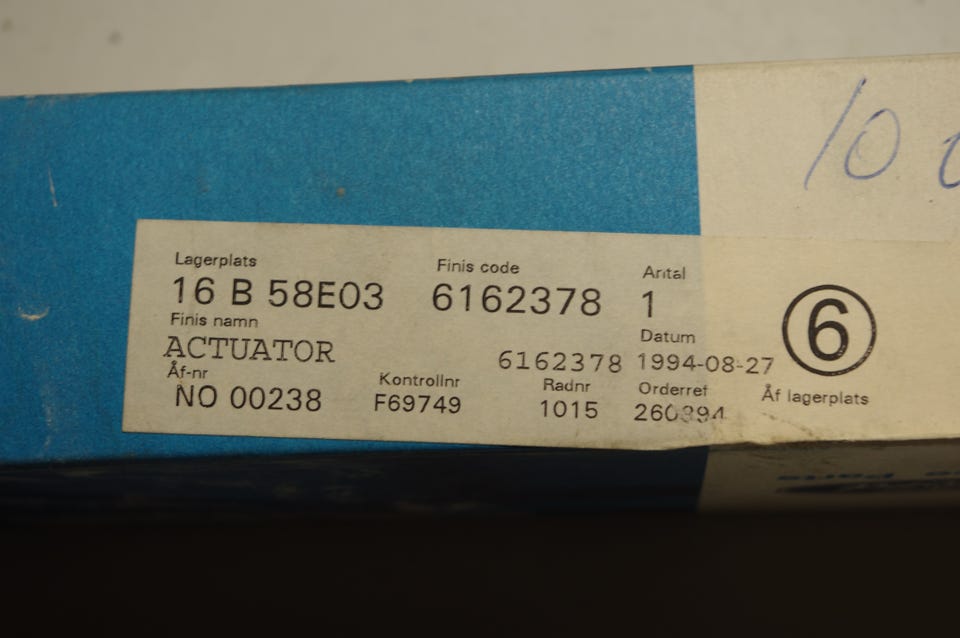 10
Lagerplats Finis code Antal
16 B 58E03 6162378 1
Finis namn Datum
ACTUATOR 6162378 1994-08-27
6
Åf-nr Kontrollnr Radnr Orderref Åf lagerplats
NO 00238 F69749 1015 260394
Parts